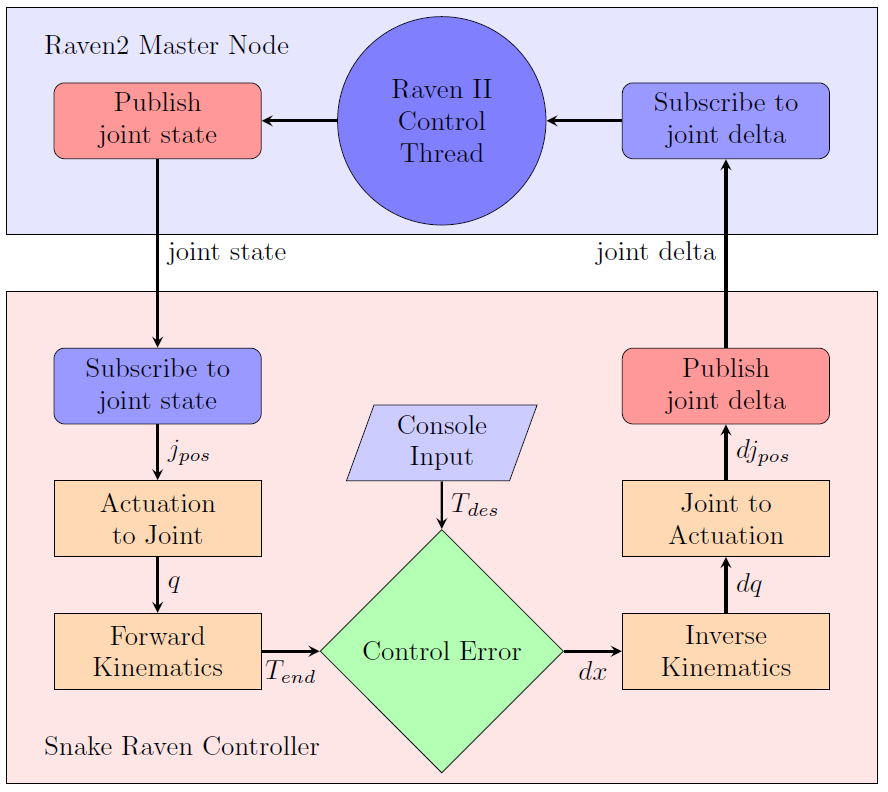 Raven2 Master Node
Publish
joint state
Raven II
Control
Thread
Subscribe to
joint delta
joint state
joint delta
Subscribe to
joint state
Console
Input
Publish
joint delta
j_{pos}
T_{des}
dj_{pos}
Actuation
to Joint
Joint to
Actuation
q
dq
Forward
Kinematics
T_{end}
Control Error
dx
Inverse
Kinematics
Snake Raven Controller